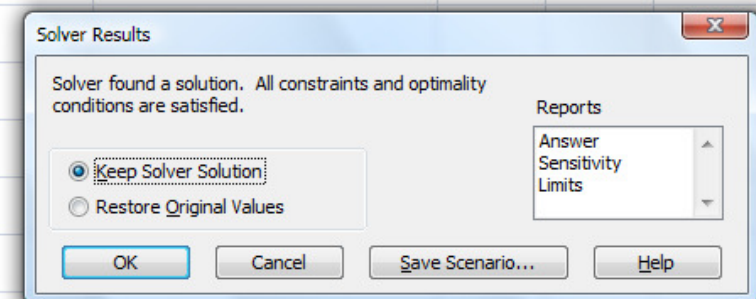 Solver Results
Solver found a solution. All constraints and optimality
conditions are satisfied.
Reports
Answer
Sensitivity
Limits
Keep Solver Solution
Restore Original Values
OK
Cancel
Save Scenario...
Help